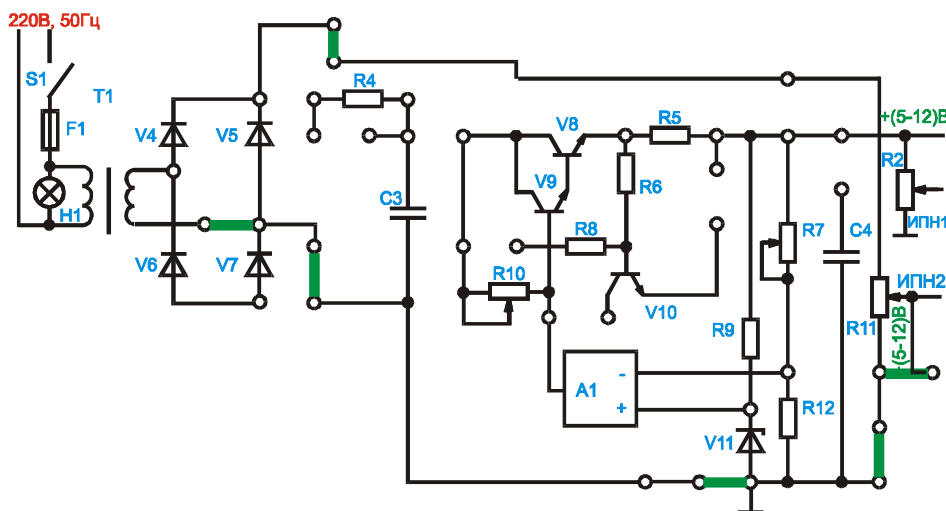 220В, 50Гц
S1
T1
F1
H1
V4
V5
V6
V7
R4
C3
V8
R5
V9
R6
R8
R10
V10
A1
-
+
R9
V11
R7
R12
C4
+(5-12)В
R2
ИПН1
ИПН2
R11
-(5-12)В